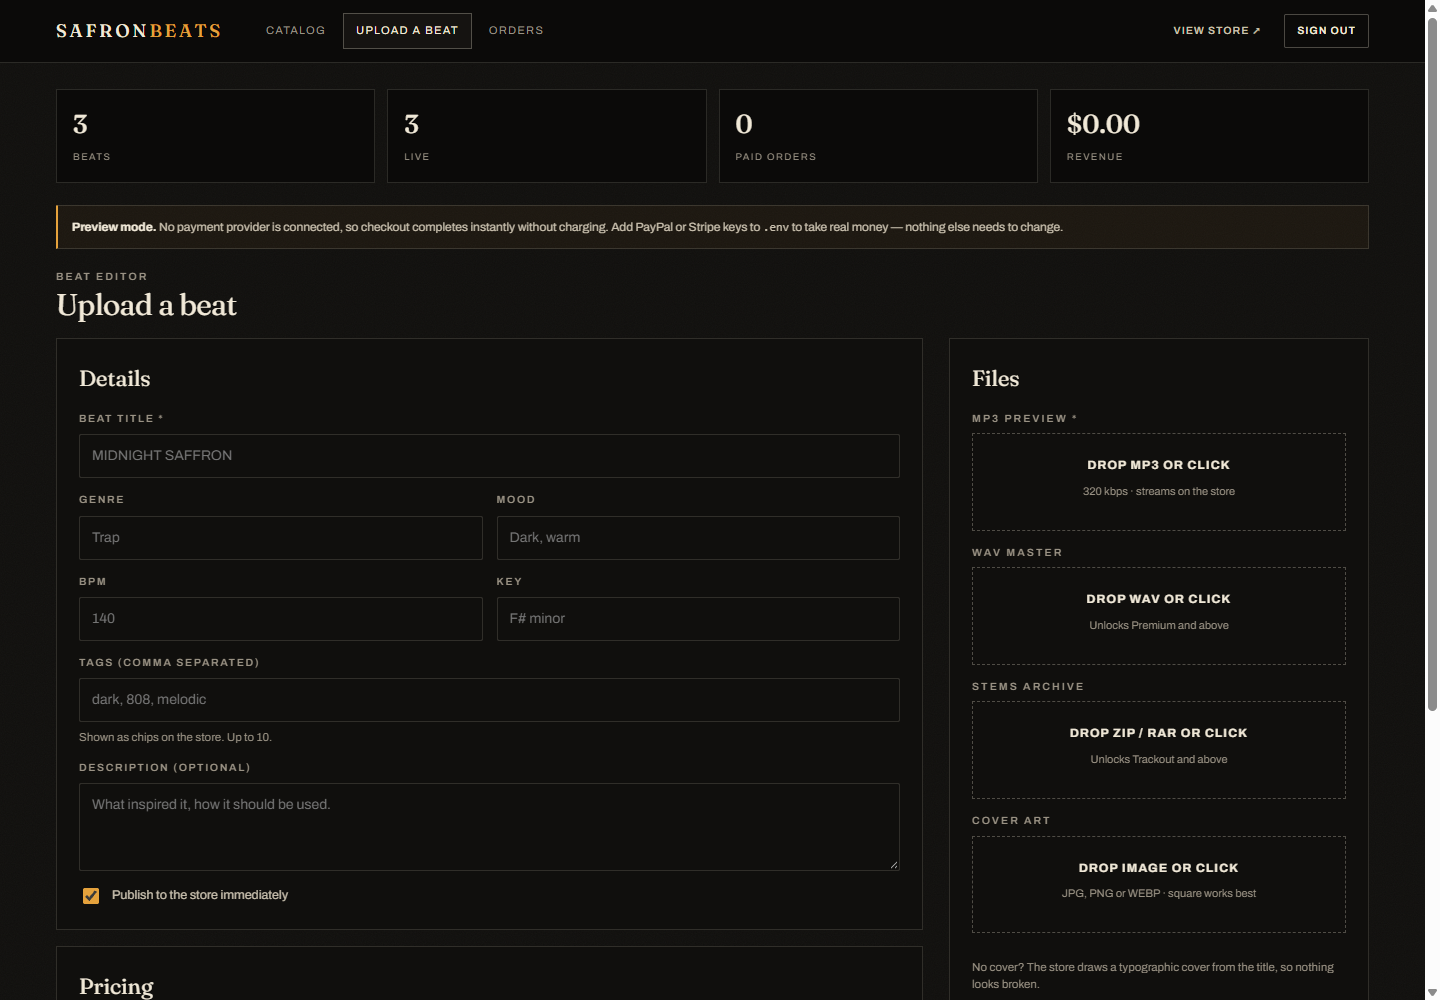 SAFRONBEATS
CATALOG
UPLOAD A BEAT
ORDERS
VIEW STORE ↗
SIGN OUT
3
BEATS
3
LIVE
0
PAID ORDERS
$0.00
REVENUE
Preview mode. No payment provider is connected, so checkout completes instantly without charging. Add PayPal or Stripe keys to .env to take real money — nothing else needs to change.
BEAT EDITOR
Upload a beat
Details
BEAT TITLE *
MIDNIGHT SAFFRON
GENRE
MOOD
Trap
Dark, warm
BPM
KEY
140
F# minor
TAGS (COMMA SEPARATED)
dark, 808, melodic
Shown as chips on the store. Up to 10.
DESCRIPTION (OPTIONAL)
What inspired it, how it should be used.
Publish to the store immediately
Pricing
Files
MP3 PREVIEW *
DROP MP3 OR CLICK
320 kbps · streams on the store
WAV MASTER
DROP WAV OR CLICK
Unlocks Premium and above
STEMS ARCHIVE
DROP ZIP / RAR OR CLICK
Unlocks Trackout and above
COVER ART
DROP IMAGE OR CLICK
JPG, PNG or WEBP · square works best
No cover? The store draws a typographic cover from the title, so nothing
looks broken.